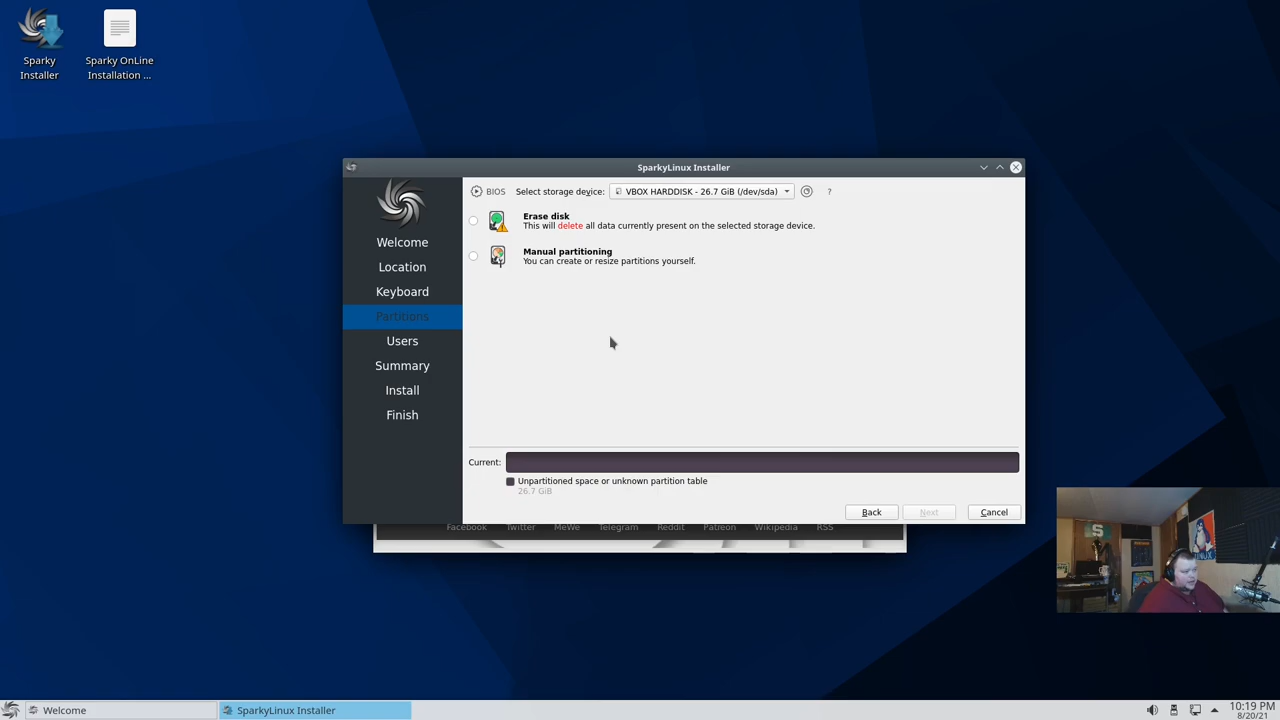 Sparky
Installer
Sparky OnLine
Installation ...
SparkyLinux Installer
Welcome
Location
Keyboard
Partitions
Users
Summary
Install
Finish
BIOS
Select storage device:
VBOX HARDDISK - 26.7 GiB (/dev/sda)
?
Erase disk
This will delete all data currently present on the selected storage device.
Manual partitioning
You can create or resize partitions yourself.
Current:
Unpartitioned space or unknown partition table
26.7 GiB
Back
Next
Cancel
Facebook Twitter MeWe Telegram Reddit Patreon Wikipedia RSS
Welcome
SparkyLinux Installer
10:19 PM
8/20/21